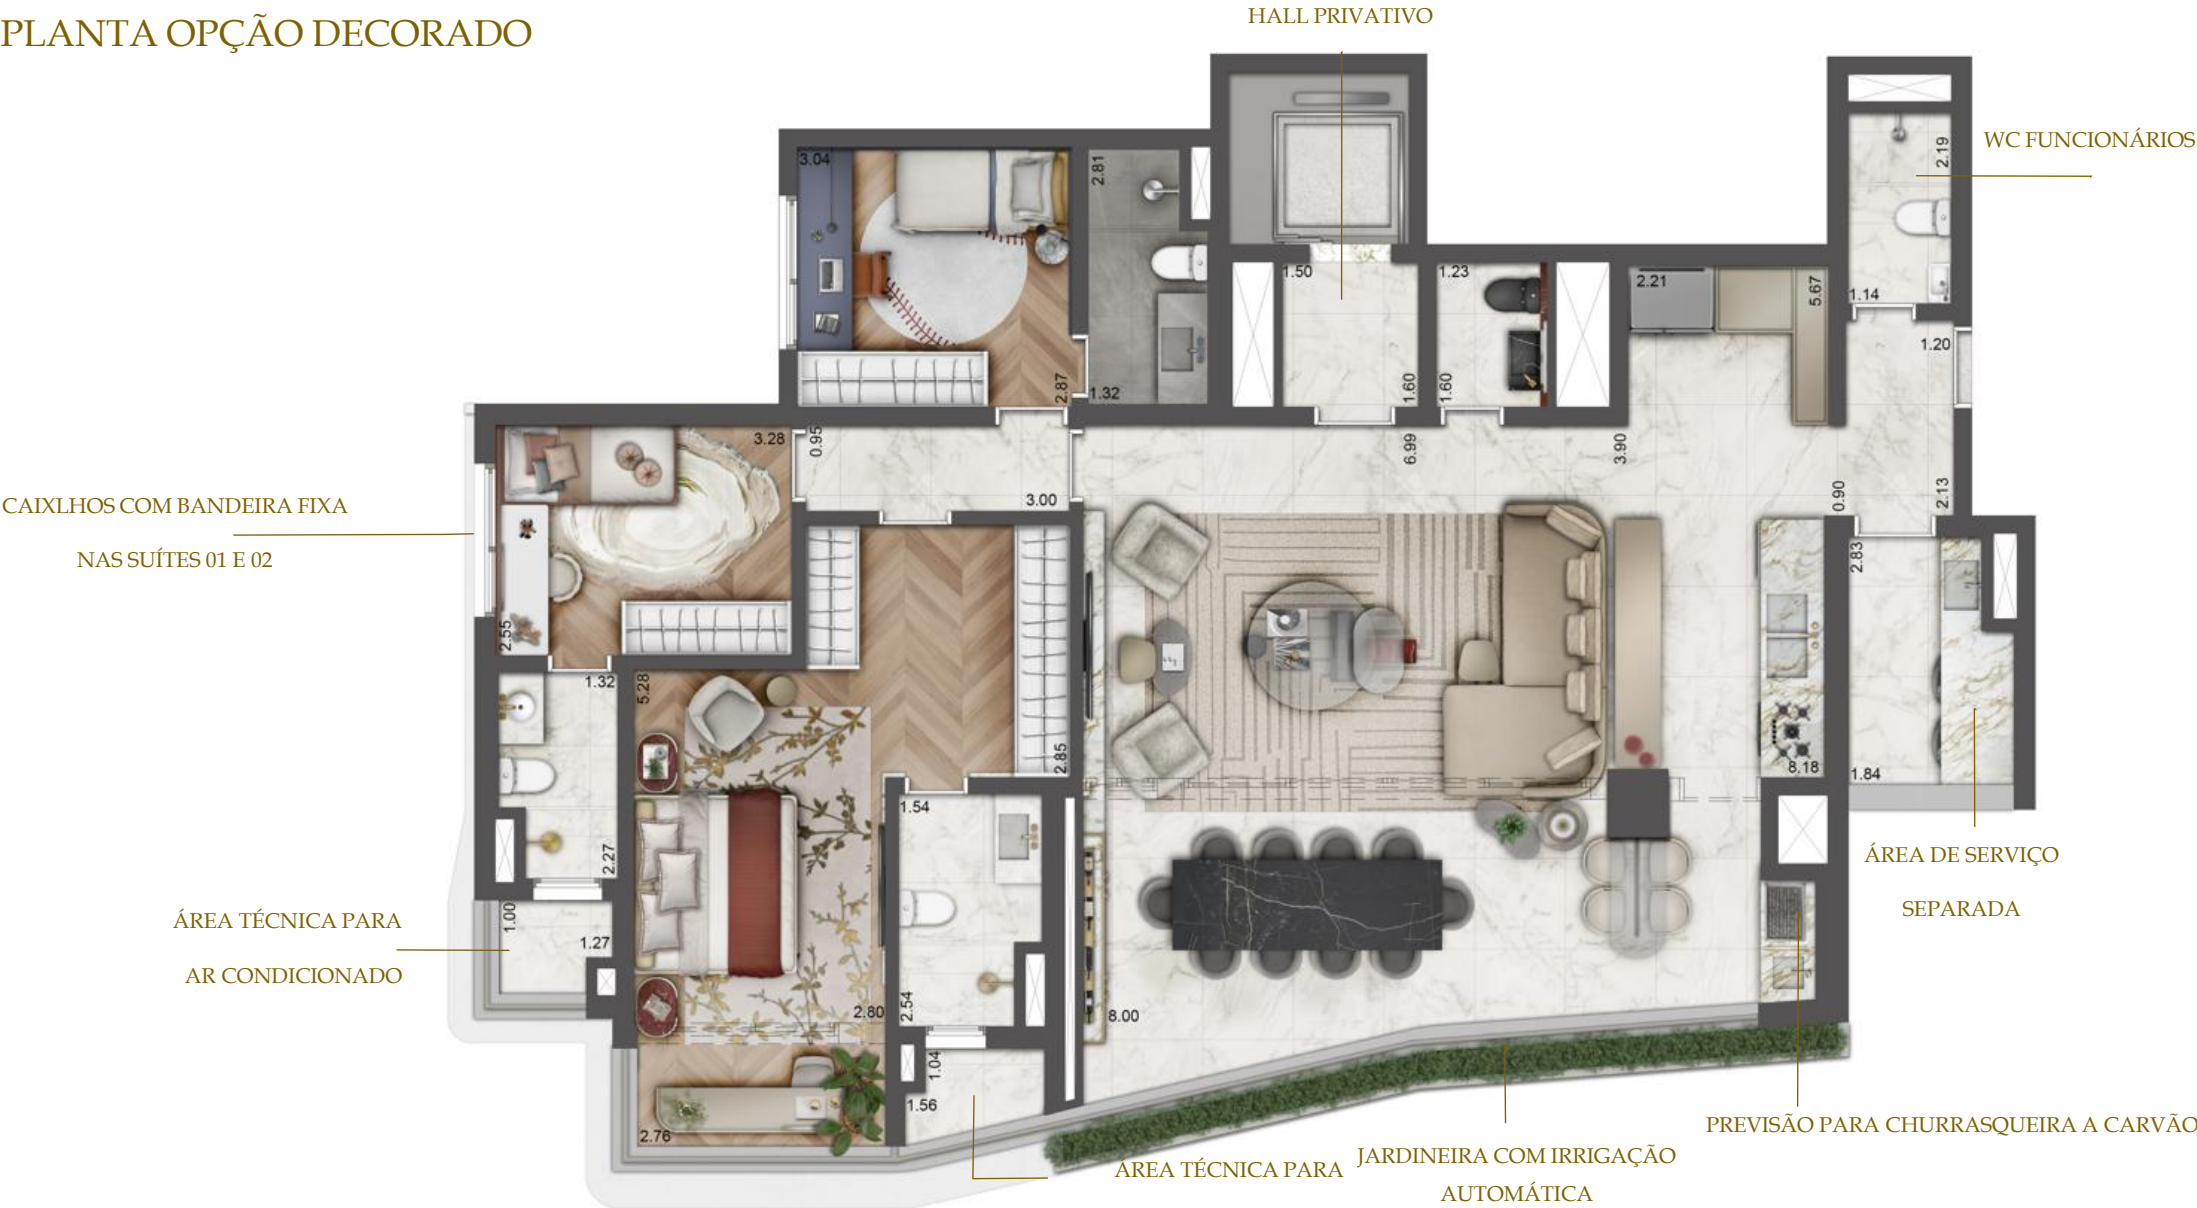 PLANTA OPÇÃO DECORADO
HALL PRIVATIVO
WC FUNCIONÁRIOS
3.04
2.81
2.19
1.50
1.23
2.21
5.67
1.14
1.20
2.87
1.32
1.60
1.60
3.28
0.95
6.99
3.90
3.00
0.90
2.13
CAIXLHOS COM BANDEIRA FIXA
NAS SUÍTES 01 E 02
2.83
2.55
1.32
5.28
2.85
8.18
1.84
1.54
2.27
ÁREA DE SERVIÇO
SEPARADA
ÁREA TÉCNICA PARA
AR CONDICIONADO
1.00
1.27
2.80
2.54
8.00
1.04
1.56
2.76
PREVISÃO PARA CHURRASQUEIRA A CARVÃO
JARDINEIRA COM IRRIGAÇÃO
AUTOMÁTICA
ÁREA TÉCNICA PARA